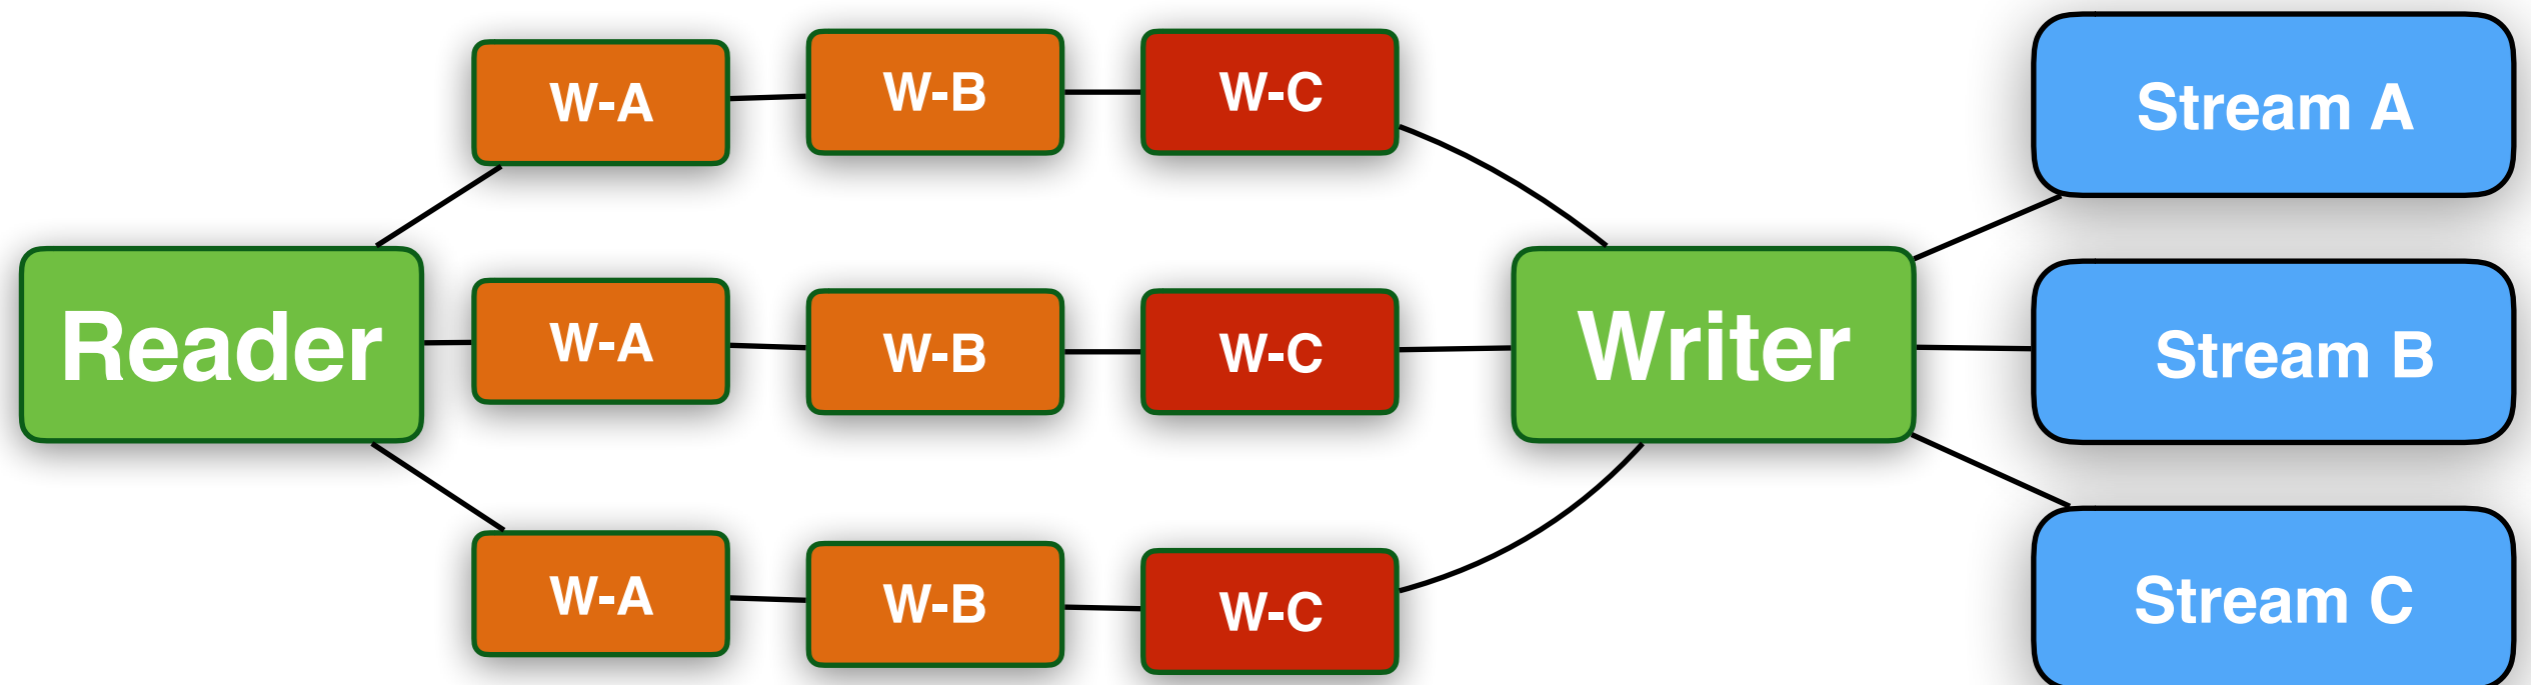 W-A
W-B
W-C
Stream A
Reader
W-A
W-B
W-C
Writer
Stream B
W-A
W-B
W-C
Stream C